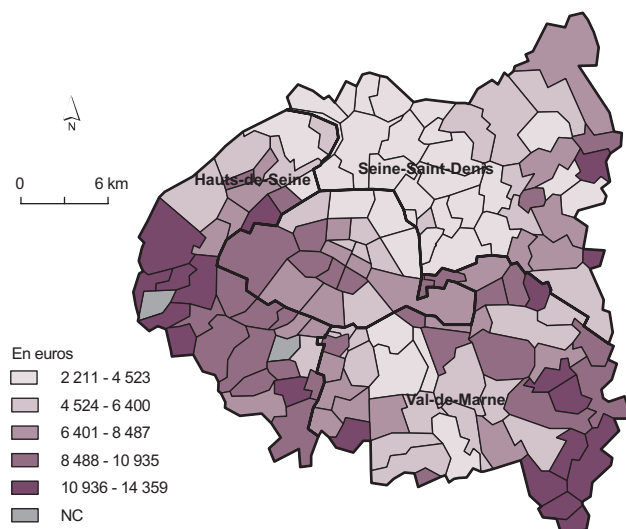 N
0 6 km
Hauts-de-Seine
Seine-Saint-Denis
Val-de-Marne
En euros
2 211 - 4 523
4 524 - 6 400
6 401 - 8 487
8 488 - 10 935
10 936 - 14 359
NC